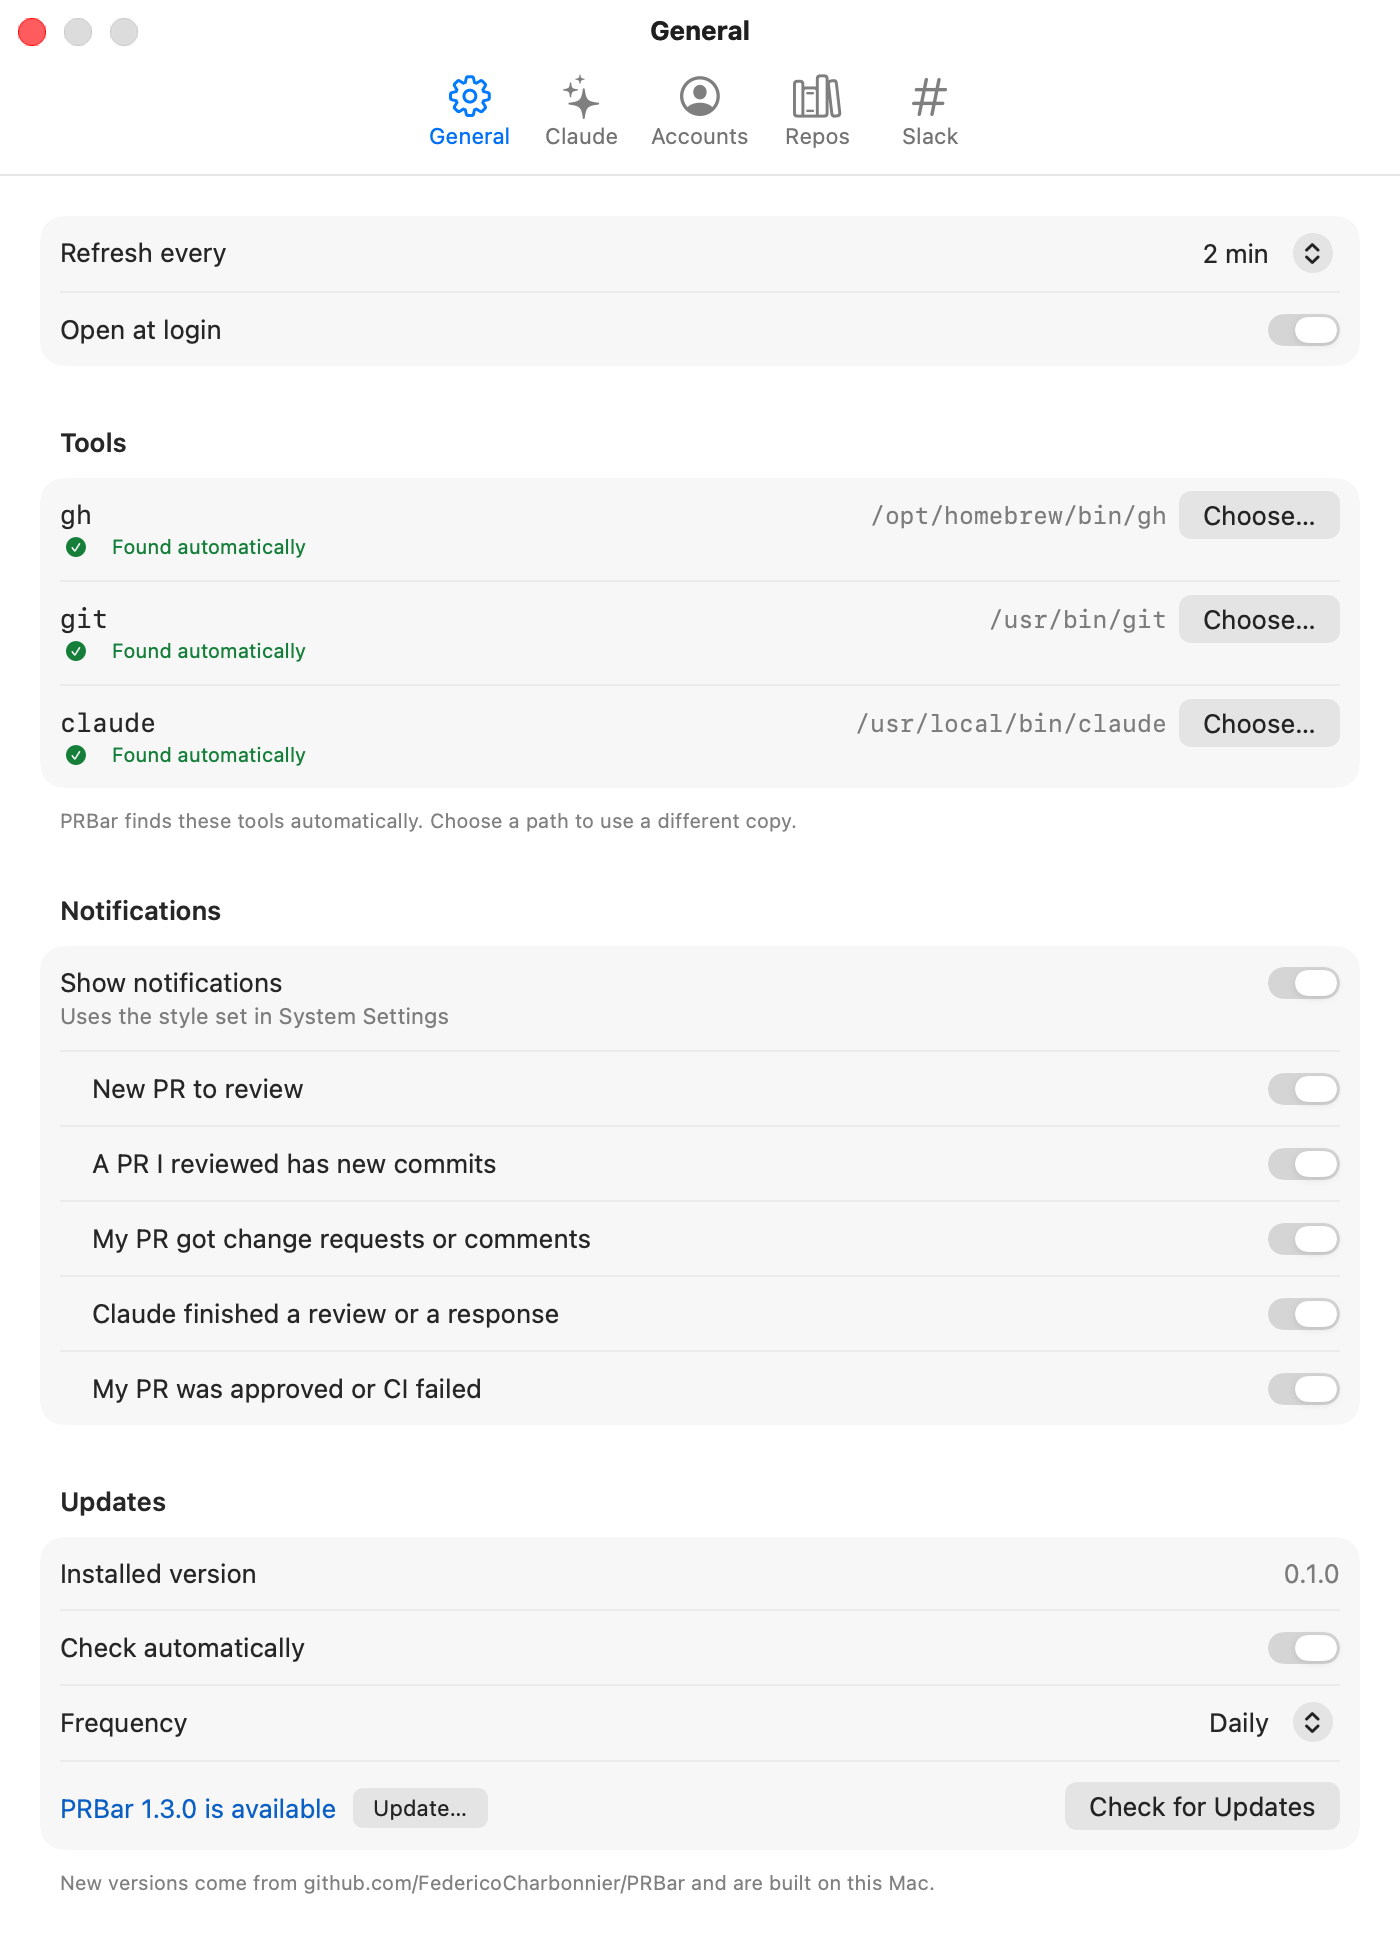 General
General
Claude
Accounts
Repos
Slack
Refresh every
2 min
Open at login
Tools
gh
/opt/homebrew/bin/gh
Choose...
Found automatically
git
/usr/bin/git
Choose...
Found automatically
claude
/usr/local/bin/claude
Choose...
Found automatically
PRBar finds these tools automatically. Choose a path to use a different copy.
Notifications
Show notifications
Uses the style set in System Settings
New PR to review
A PR I reviewed has new commits
My PR got change requests or comments
Claude finished a review or a response
My PR was approved or CI failed
Updates
Installed version
0.1.0
Check automatically
Frequency
Daily
PRBar 1.3.0 is available
Update...
Check for Updates
New versions come from github.com/FedericoCharbonnier/PRBar and are built on this Mac.